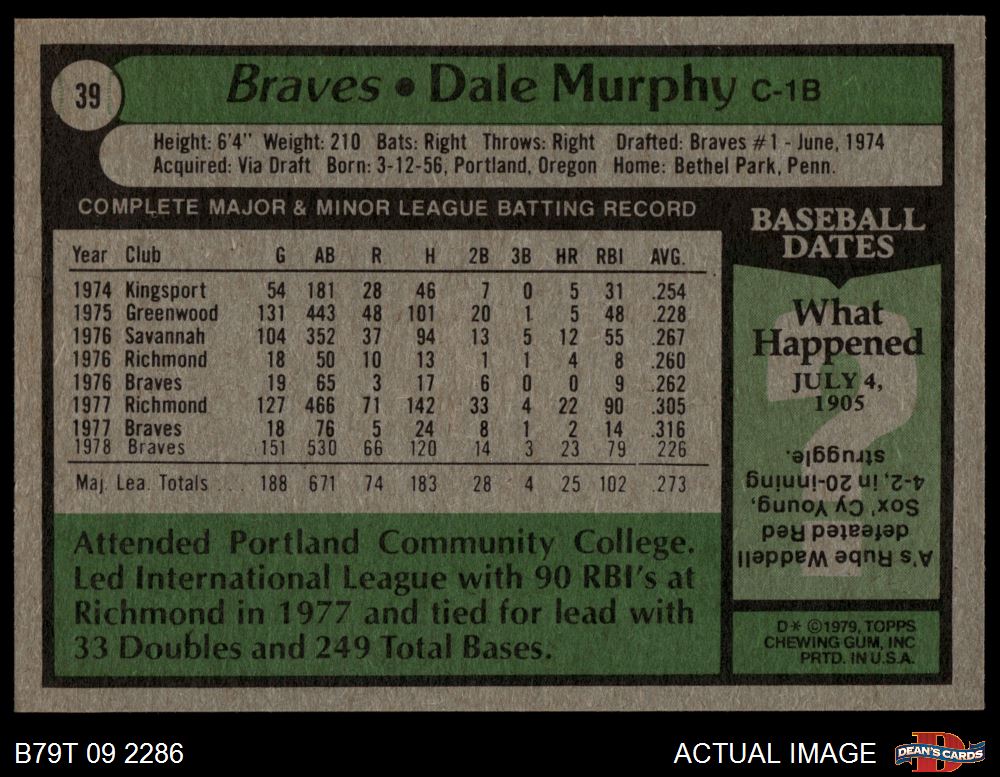 39
Braves • Dale Murphy C-1B
Height: 6'4" Weight: 210 Bats: Right Throws: Right Drafted: Braves #1 - June, 1974
Acquired: Via Draft Born: 3-12-56, Portland, Oregon Home: Bethel Park, Penn.
COMPLETE MAJOR & MINOR LEAGUE BATTING RECORD
Year Club G AB R H 2B 3B HR RBI AVG.
1974 Kingsport 54 181 28 46 7 0 5 31 .254
1975 Greenwood 131 443 48 101 20 1 5 48 .228
1976 Savannah 104 352 37 94 13 5 12 55 .267
1976 Richmond 18 50 10 13 1 1 4 8 .260
1976 Braves 19 65 3 17 6 0 0 9 .262
1977 Richmond 127 466 71 142 33 4 22 90 .305
1977 Braves 18 76 5 24 8 1 2 14 .316
1978 Braves 151 530 66 120 14 3 23 79 .226
Maj. Lea. Totals ... 188 671 74 183 28 4 25 102 .273
Attended Portland Community College.
Led International League with 90 RBI's at
Richmond in 1977 and tied for lead with
33 Doubles and 249 Total Bases.
BASEBALL
DATES
What
Happened
JULY 4,
1905
?
A's Rube Waddell
defeated Red
Sox' Cy Young,
4-2, in 20-inning
struggle.
D* ©1979, TOPPS
CHEWING GUM, INC
PRTD. IN U.S.A.
B79T 09 2286
ACTUAL IMAGE
D
DEAN'S CARDS